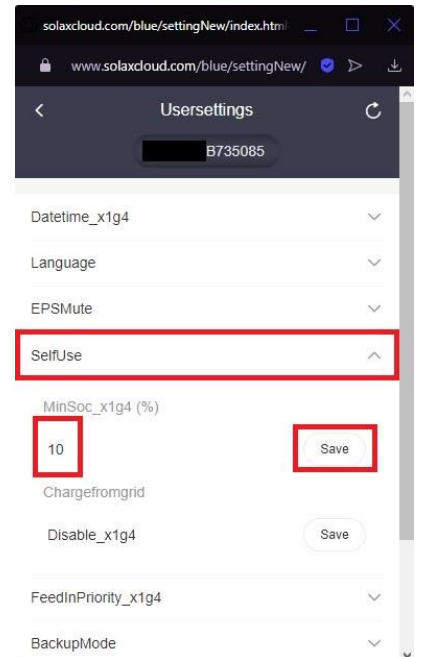 solaxcloud.com/blue/settingNew/index.html
www.solaxcloud.com/blue/settingNew/
Usersettings
B735085
Datetime_x1g4
Language
EPSMute
SelfUse
MinSoc_x1g4 (%)
10 Save
Chargefromgrid
Disable_x1g4 Save
FeedInPriority_x1g4
BackupMode